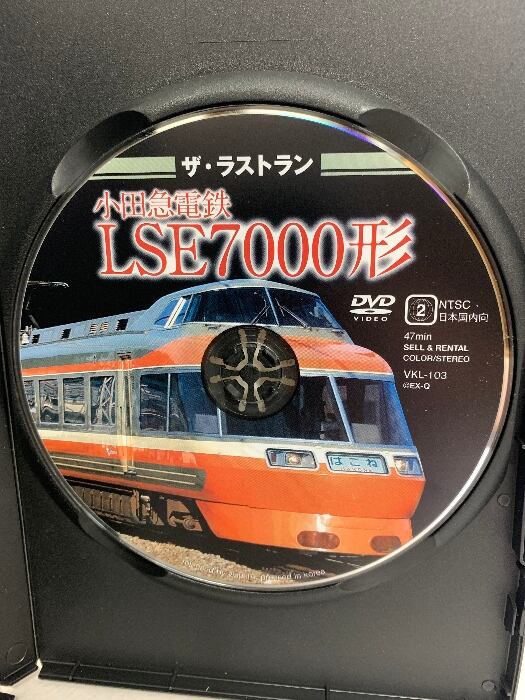 ザ・ラストラン
小田急電鉄
LSE7000形
DVD
VIDEO
2
NTSC
日本国内向
47min
SELL & RENTAL
COLOR/STEREO
VKL-103
©EX-Q
はこね